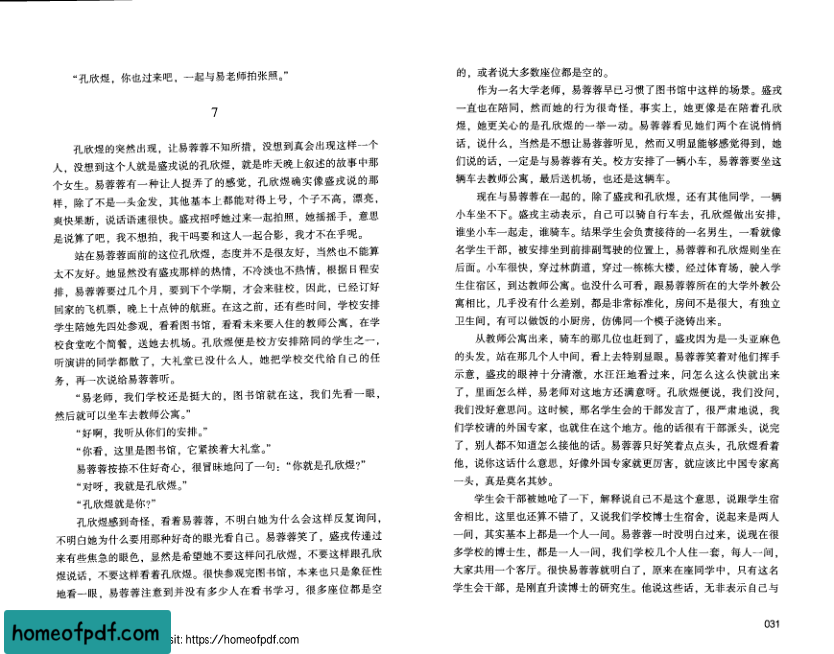 “孔欣煜，你也过来吧，一起与易老师拍张照。”
7
孔欣煜的突然出现，让易蓉蓉不知所措，没想到真会出现这样一个
人，没想到这个人就是盛戎说的孔欣煜，就是昨天晚上叙述的故事中那
个女生。易蓉蓉有一种让人捉弄了的感觉，孔欣煜确实像盛戎说的那
样，除了不是一头金发，其他基本上都能对得上号，个子不高，漂亮，
爽快果断，说话语速很快。盛戎招呼她过来一起拍照，她摇摇手，意思
是说算了吧，我不想拍，我干吗要和这人一起合影，我才不在乎呢。
站在易蓉蓉面前的这位孔欣煜，态度并不是很友好，当然也不能算
太不友好。她显然没有盛戎那样的热情，不冷淡也不热情，根据日程安
排，易蓉蓉要过几个月，要到下个学期，才会来驻校，因此，已经订好
回家的飞机票，晚上十点钟的航班。在这之前，还有些时间，学校安排
学生陪她先四处参观，看看图书馆，看看未来要入住的教师公寓，在学
校食堂吃个简餐，送她去机场。孔欣煜便是校方安排陪同的学生之一，
听演讲的同学都散了，大礼堂已没什么人，她把学校交代给自己的任
务，再一次说给易蓉蓉听。
“易老师，我们学校还是挺大的，图书馆就在这，我们先看一眼，
然后就可以坐车去教师公寓。”
“好啊，我听从你们的安排。”
“你看，这里是图书馆，它紧挨着大礼堂。”
易蓉蓉按捺不住好奇心，很冒昧地问了一句：“你就是孔欣煜？”
“对呀，我就是孔欣煜。”
“孔欣煜就是你？”
孔欣煜感到奇怪，看着易蓉蓉，不明白她为什么会这样反复询问，
不明白她为什么要用那种好奇的眼光看自己。易蓉蓉笑了，盛戎传递过
来有些焦急的眼色，显然是希望她不要这样问孔欣煜，不要这样跟孔欣
煜说话，不要这样看着孔欣煜。很快参观完图书馆，本来也只是象征性
地看一眼，易蓉蓉注意到并没有多少人在看书学习，很多座位都是空
的，或者说大多数座位都是空的。
作为一名大学老师，易蓉蓉早已习惯了图书馆中这样的场景。盛戎
一直也在陪同，然而她的行为很奇怪，事实上，她更像是在陪着孔欣
煜，她更关心的是孔欣煜的一举一动。易蓉蓉看见她们两个在说悄悄
话，说什么，当然是不想让易蓉蓉听见，然而又明显能够感觉得到，她
们说的话，一定是与易蓉蓉有关。校方安排了一辆小车，易蓉蓉要坐这
辆车去教师公寓，最后送机场，也还是这辆车。
现在与易蓉蓉在一起的，除了盛戎和孔欣煜，还有其他同学，一辆
小车坐不下。盛戎主动表示，自己可以骑自行车去，孔欣煜做出安排，
谁坐小车一起走，谁骑车。结果学生会负责接待的一名男生，一看就像
名学生干部，被安排坐到前排副驾驶的位置上，易蓉蓉和孔欣煜则坐在
后面。小车很快，穿过林荫道，穿过一栋栋大楼，经过体育场，驶入学
生住宿区，到达教师公寓。也没什么可看，跟易蓉蓉所在的大学外教公
寓相比，几乎没有什么差别，都是非常标准化，房间不是很大，有独立
卫生间，有可以做饭的小厨房，仿佛同一个模子浇铸出来。
从教师公寓出来，骑车的那几位也赶到了，盛戎因为是一头亚麻色
的头发，站在那几个人中间，看上去特别显眼。易蓉蓉笑着对他们挥手
示意，盛戎的眼神十分清澈，水汪汪地看过来，问怎么这么快就出来
了，里面怎么样，易老师对这地方还满意呀。孔欣煜便说，我们没问，
我们没好意思问。这时候，那名学生会的干部发言了，很严肃地说，我
们学校请的外国专家，也就住在这个地方。他的话很有干部派头，说完
了，别人都不知道怎么接他的话。易蓉蓉只好笑着点点头，孔欣煜看着
他，说你这话什么意思，好像外国专家就更厉害，就应该比中国专家高
一头，真是莫名其妙。
学生会干部被她呛了一下，解释说自己不是这个意思，说跟学生宿
舍相比，这里也还算不错了，又说我们学校博士生宿舍，说起来是两人
一间，其实基本上都是一个人一间。易蓉蓉一时没明白过来，说现在很
多学校的博士生，都是一人一间，我们学校几个人住一套，每人一间，
大家共用一个客厅。很快易蓉蓉就明白了，原来在座同学中，只有这名
学生会干部，是刚直升读博士的研究生。他说这些话，无非表示自己与
031
homeofpdf.com
sit: https://homeofpdf.com